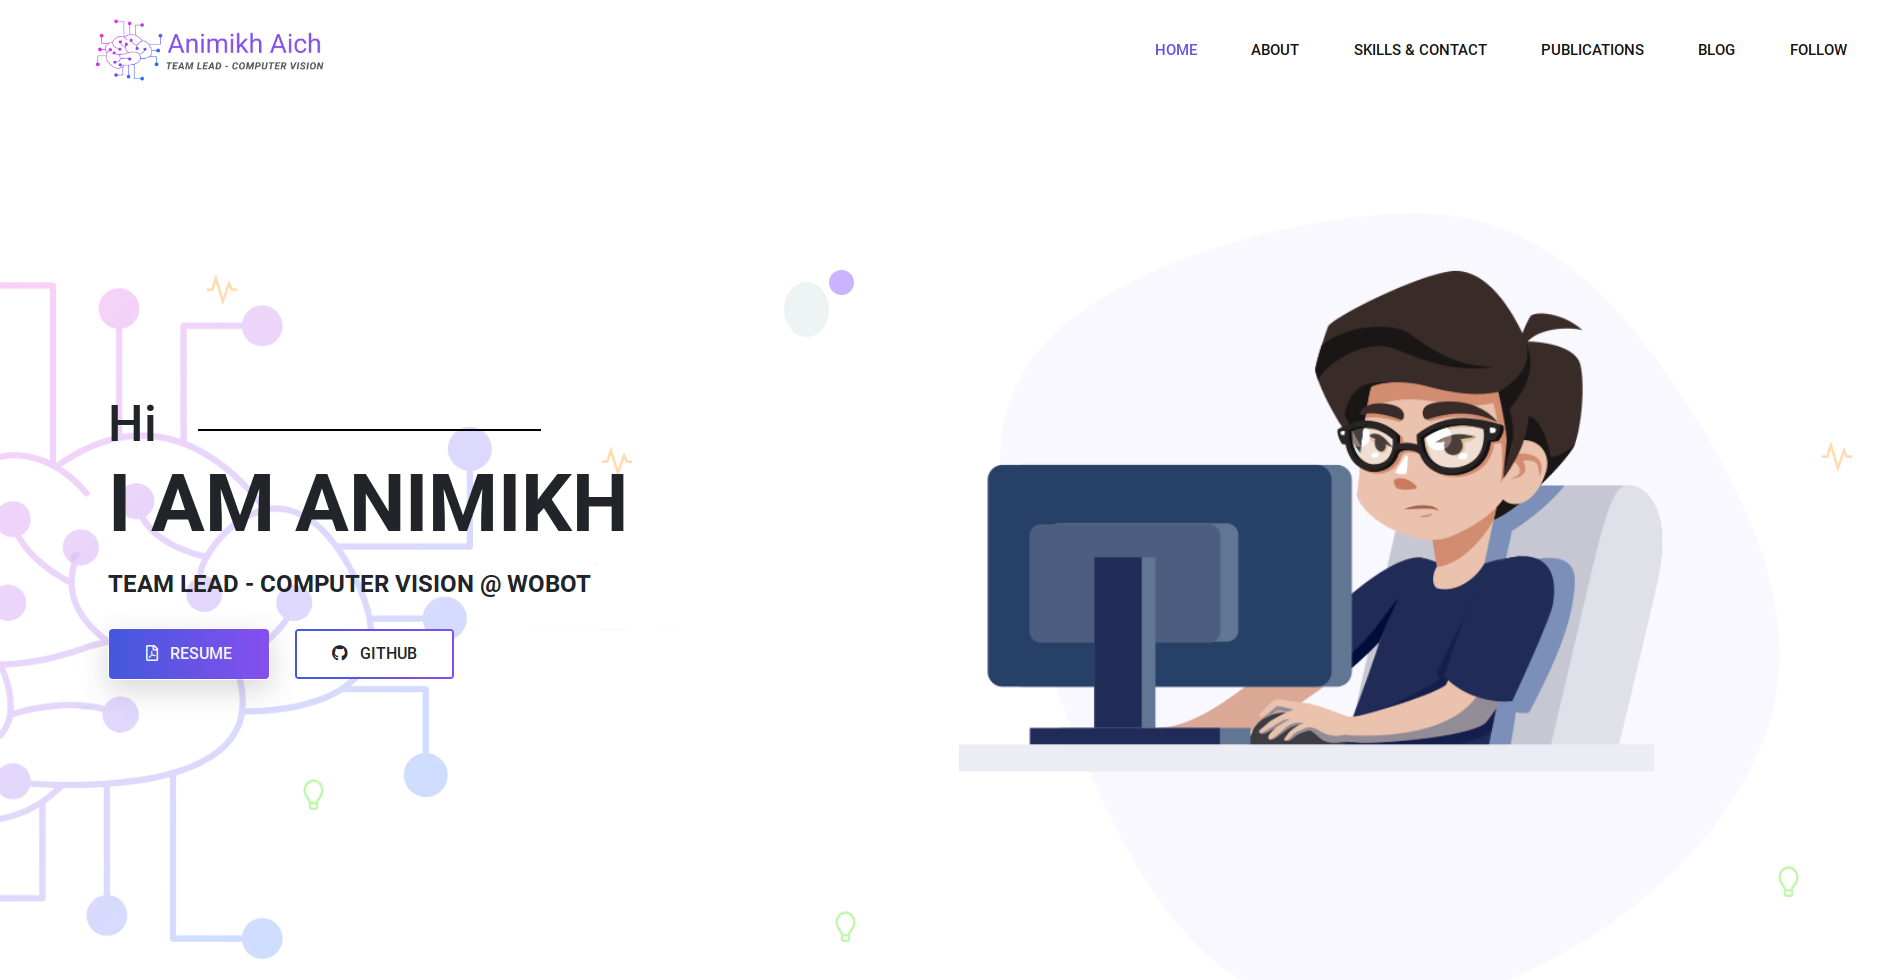 Animikh Aich
TEAM LEAD - COMPUTER VISION
HOME ABOUT SKILLS & CONTACT PUBLICATIONS BLOG FOLLOW
Hi
I AM ANIMIKH
TEAM LEAD - COMPUTER VISION @ WOBOT
RESUME GITHUB